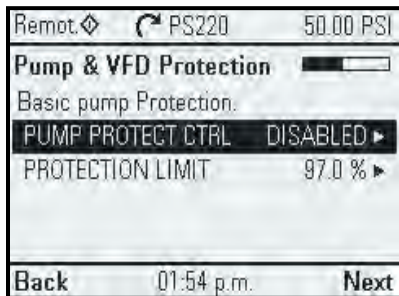 Remot. PS220 50.00 PSI
Pump & VFD Protection
Basic pump Protection.
PUMP PROTECT CTRL DISABLED
PROTECTION LIMIT 97.0 %
Back 01:54 p.m. Next